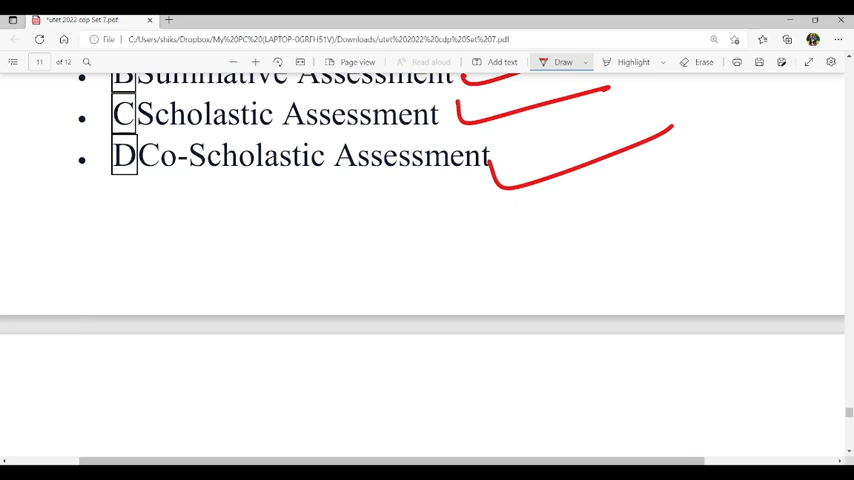 *utet 2022 cdp Set 7.pdf
File
C:/Users/shiks/Dropbox/My%20PC%20(LAPTOP-0GRFH51V)/Downloads/utet%202022%20cdp%20Set%207.pdf
11 of 12
Page view
Read aloud
Add text
Draw
Highlight
Erase
B Summative Assessment
C Scholastic Assessment
D Co-Scholastic Assessment